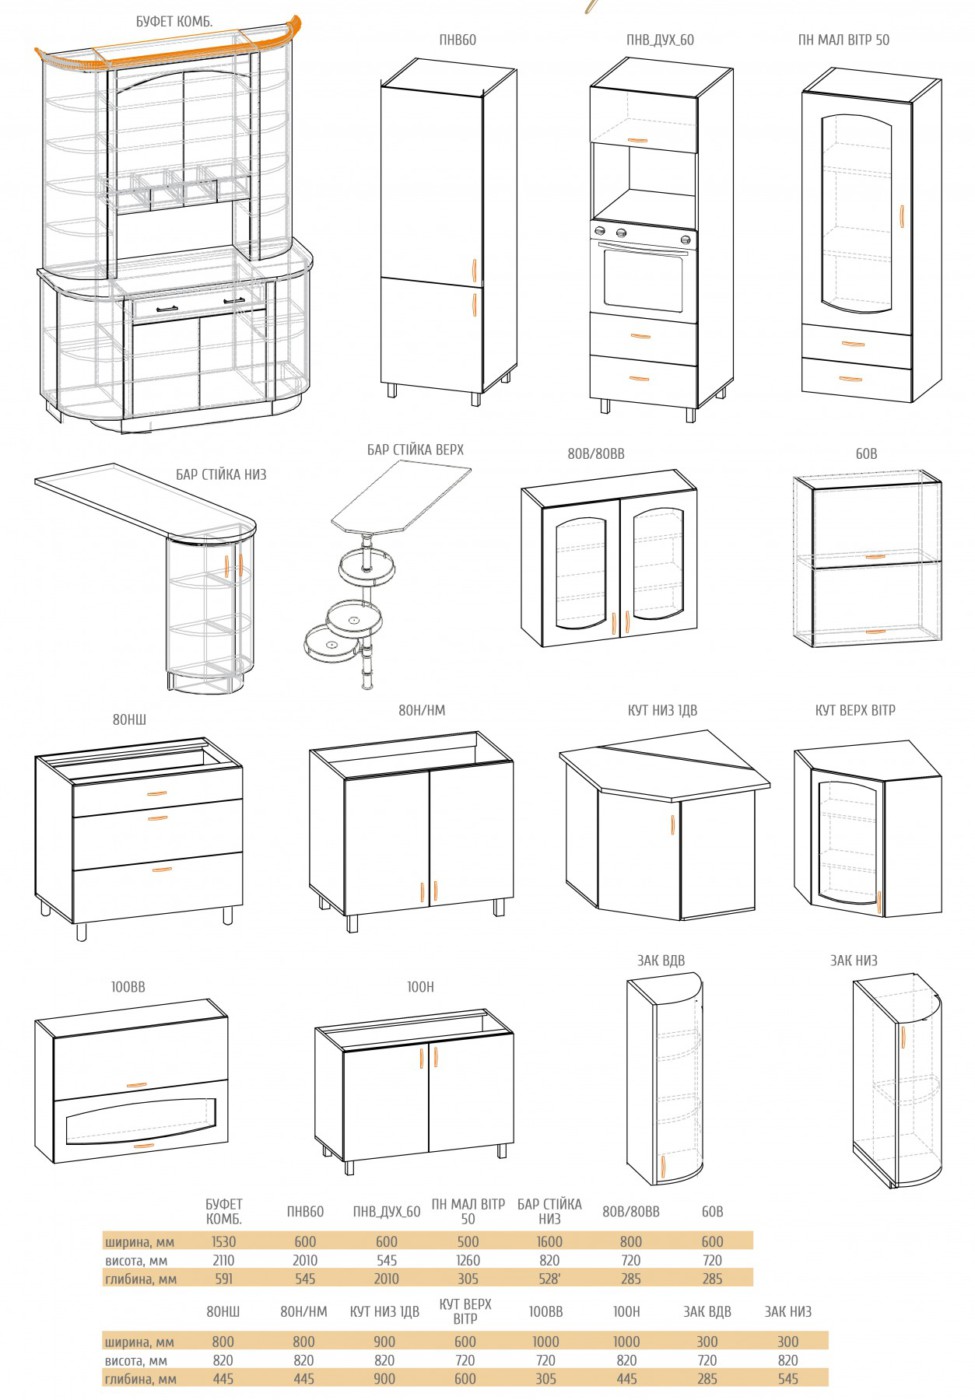 БУФЕТ КОМБ.
ПНВ60
ПНВ_ДУХ_60
ПН МАЛ ВІТР 50
БАР СТІЙКА НИЗ
БАР СТІЙКА ВЕРХ
80В/80ВВ
60В
80НШ
80Н/НМ
КУТ НИЗ 1ДВ
КУТ ВЕРХ ВІТР
100ВВ
100Н
ЗАК ВДВ
ЗАК НИЗ
БУФЕТ КОМБ. ПНВ60 ПНВ_ДУХ_60 ПН МАЛ ВІТР 50 БАР СТІЙКА НИЗ 80В/80ВВ 60В
ширина, мм 1530 600 600 500 1600 800 600
висота, мм 2110 2010 545 1260 820 720 720
глибина, мм 591 545 2010 305 528' 285 285
80НШ 80Н/НМ КУТ НИЗ 1ДВ КУТ ВЕРХ ВІТР 100ВВ 100Н ЗАК ВДВ ЗАК НИЗ
ширина, мм 800 800 900 600 1000 1000 300 300
висота, мм 820 820 820 720 720 820 720 820
глибина, мм 445 445 900 600 305 445 285 545